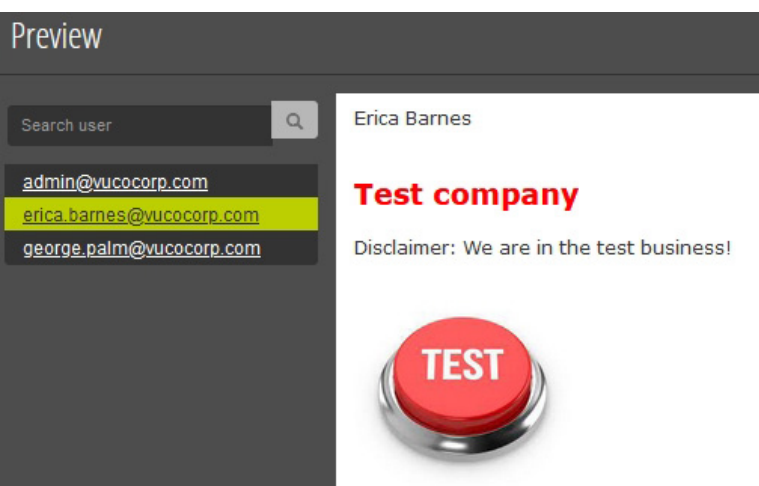 Preview
Search user
admin@vucocorp.com
erica.barnes@vucocorp.com
george.palm@vucocorp.com
Erica Barnes
Test company
Disclaimer: We are in the test business!
TEST